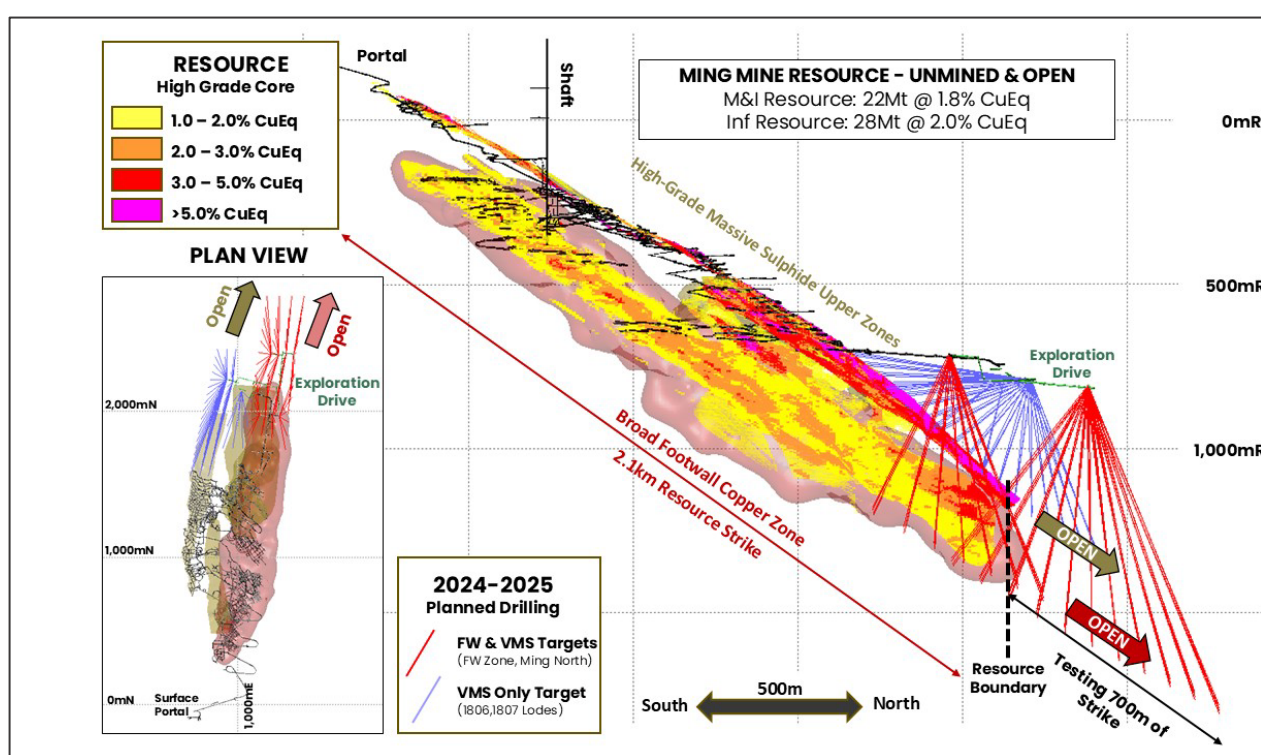 RESOURCE
High Grade Core
1.0 – 2.0% CuEq
2.0 – 3.0% CuEq
3.0 – 5.0% CuEq
>5.0% CuEq
Portal
Shaft
MING MINE RESOURCE - UNMINED & OPEN
M&I Resource: 22Mt @ 1.8% CuEq
Inf Resource: 28Mt @ 2.0% CuEq
0mR
500mR
1,000mR
High-Grade Massive Sulphide Upper Zones
Exploration
Drive
Broad Footwall Copper Zone
2.1km Resource Strike
PLAN VIEW
Open
Open
Exploration
Drive
2,000mN
1,000mN
0mN
Surface
Portal
1,000mE
2024-2025
Planned Drilling
FW & VMS Targets
(FW Zone, Ming North)
VMS Only Target
(1806,1807 Lodes)
500m
South
North
OPEN
OPEN
Resource
Boundary
Testing 700m of
Strike